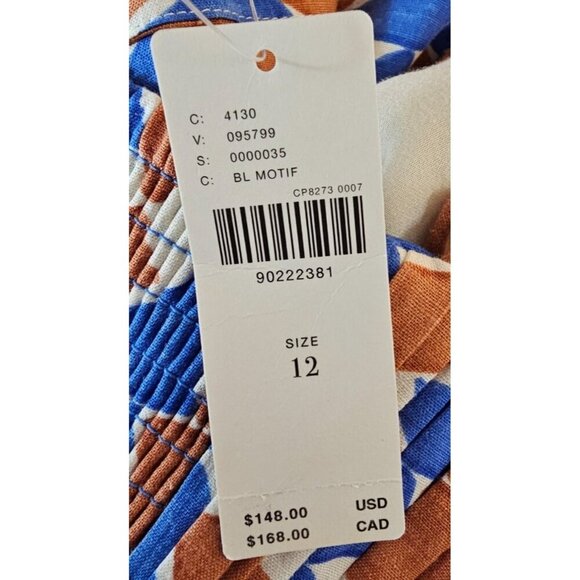 C: 4130
V: 095799
S: 0000035
C: BL MOTIF
CP8273 0007
90222381
SIZE
12
$148.00 USD
$168.00 CAD